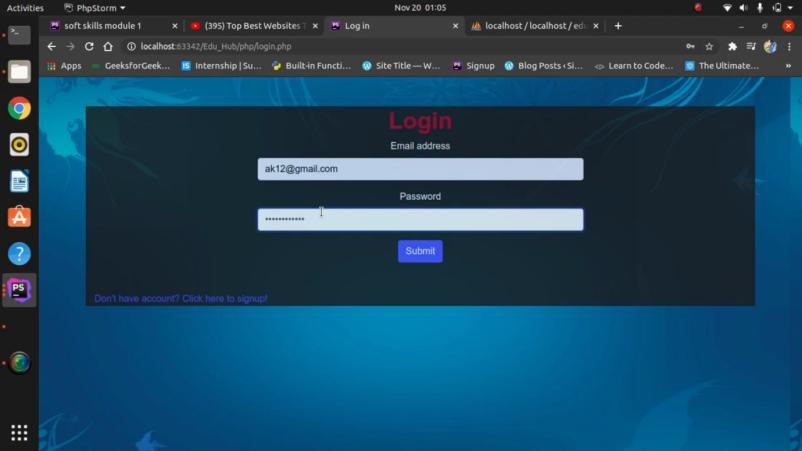 Activities
PhpStorm
Nov 20 01:05
soft skills module 1
(395) Top Best Websites
Log in
localhost / localhost / edu
localhost:63342/Edu_Hub/php/login.php
Apps
GeeksforGeek...
Internship | Su...
Built-in Functi...
Site Title — W...
Signup
Blog Posts ‹ Si...
Learn to Code...
The Ultimate...
»
Login
Email address
ak12@gmail.com
Password
••••••••••••
Submit
Don't have account? Click here to signup!
PS